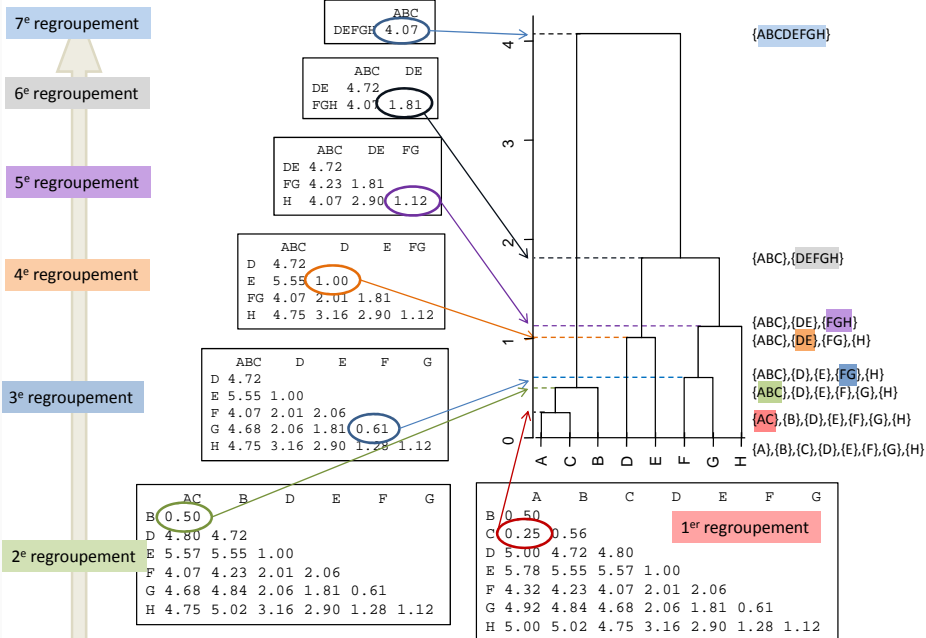 7e regroupement
6e regroupement
5e regroupement
4e regroupement
3e regroupement
2e regroupement
ABC
DEFGH 4.07
ABC DE
DE 4.72
FGH 4.07 1.81
ABC DE FG
DE 4.72
FG 4.23 1.81
H 4.07 2.90 1.12
ABC D E FG
D 4.72
E 5.55 1.00
FG 4.07 2.01 1.81
H 4.75 3.16 2.90 1.12
ABC D E F G
D 4.72
E 5.55 1.00
F 4.07 2.01 2.06
G 4.68 2.06 1.81 0.61
H 4.75 3.16 2.90 1.28 1.12
AC B D E F G
B 0.50
D 4.80 4.72
E 5.57 5.55 1.00
F 4.07 4.23 2.01 2.06
G 4.68 4.84 2.06 1.81 0.61
H 4.75 5.02 3.16 2.90 1.28 1.12
A B C D E F G
B 0.50
C 0.25 0.56
D 5.00 4.72 4.80
E 5.78 5.55 5.57 1.00
F 4.32 4.23 4.07 2.01 2.06
G 4.92 4.84 4.68 2.06 1.81 0.61
H 5.00 5.02 4.75 3.16 2.90 1.28 1.12
1er regroupement
4
3
2
1
0
A C B D E F G H
{ABCDEFGH}
{ABC},{DEFGH}
{ABC},{DE},{FGH}
{ABC},{DE},{FG},{H}
{ABC},{D},{E},{FG},{H}
{ABC},{D},{E},{F},{G},{H}
{AC},{B},{D},{E},{F},{G},{H}
{A},{B},{C},{D},{E},{F},{G},{H}